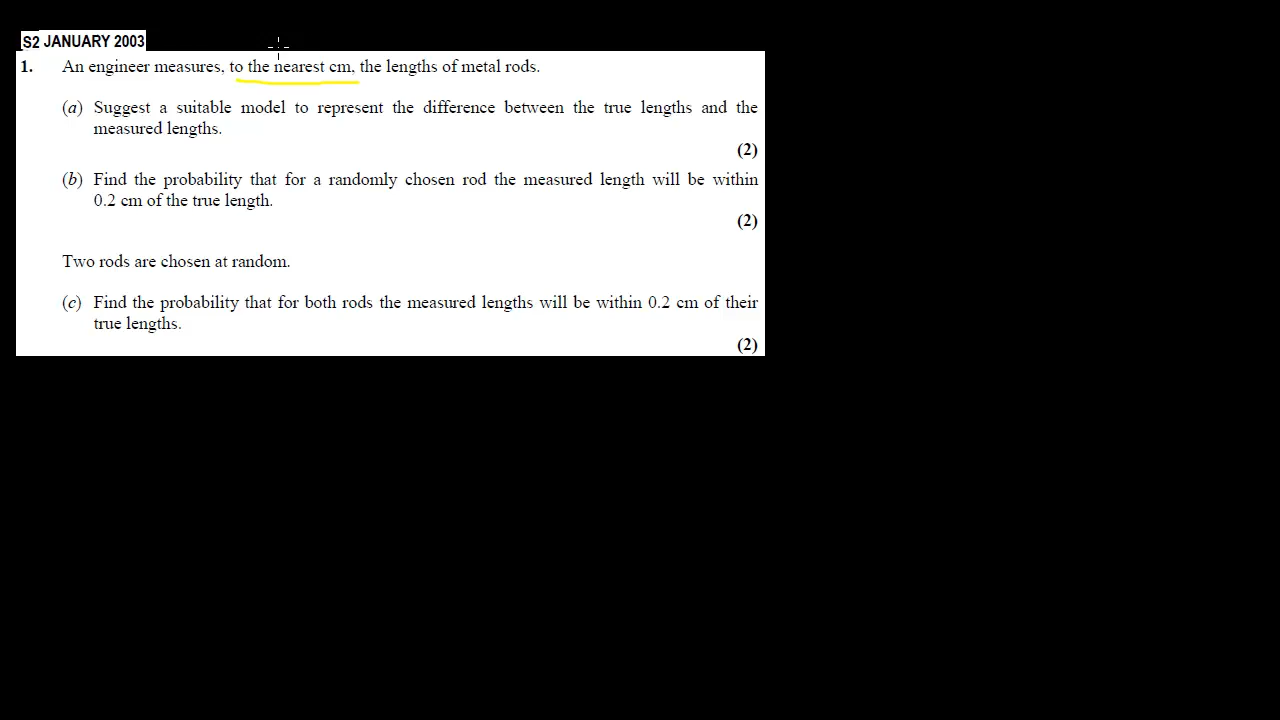 S2 JANUARY 2003
1. An engineer measures, to the nearest cm, the lengths of metal rods.
(a) Suggest a suitable model to represent the difference between the true lengths and the
measured lengths.
(2)
(b) Find the probability that for a randomly chosen rod the measured length will be within
0.2 cm of the true length.
(2)
Two rods are chosen at random.
(c) Find the probability that for both rods the measured lengths will be within 0.2 cm of their
true lengths.
(2)